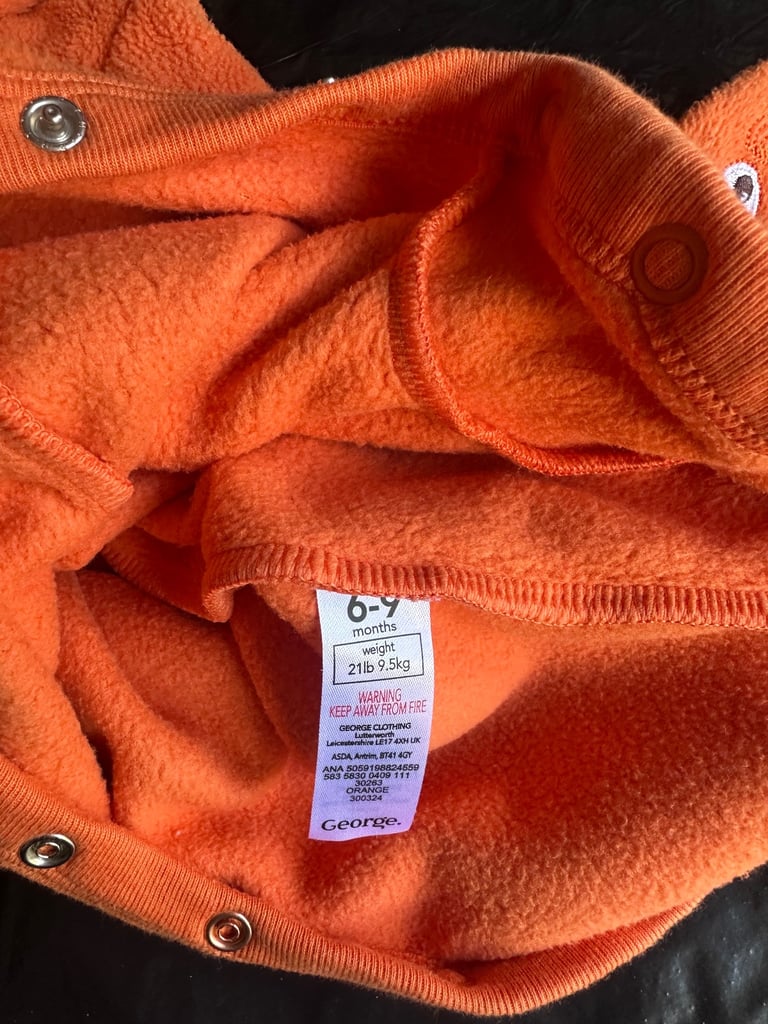 6-9
months
weight
21lb 9.5kg
WARNING
KEEP AWAY FROM FIRE
GEORGE CLOTHING
Lutterworth
Leicestershire LE17 4XH UK
ASDA, Antrim, BT41 4GY
ANA 5059198824559
583 5830 0409 111
30263
ORANGE
300324
George.